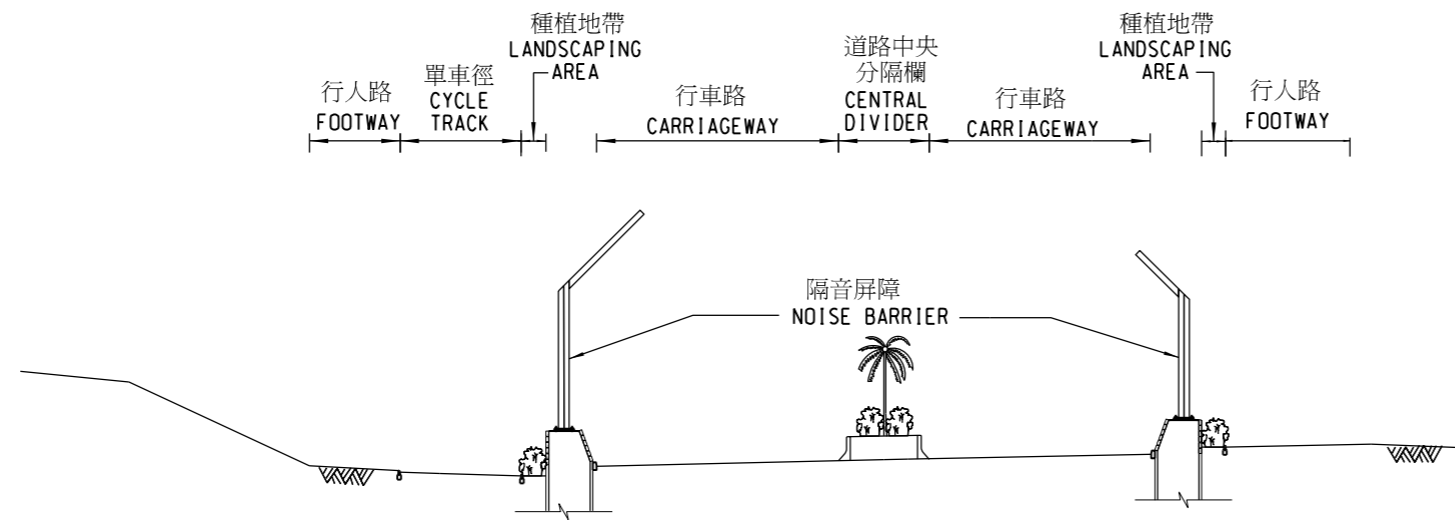 行人路
FOOTWAY
單車徑
CYCLE
TRACK
種植地帶
LANDSCAPING
AREA
行車路
CARRIAGEWAY
道路中央
分隔欄
CENTRAL
DIVIDER
行車路
CARRIAGEWAY
種植地帶
LANDSCAPING
AREA
行人路
FOOTWAY
隔音屏障
NOISE BARRIER